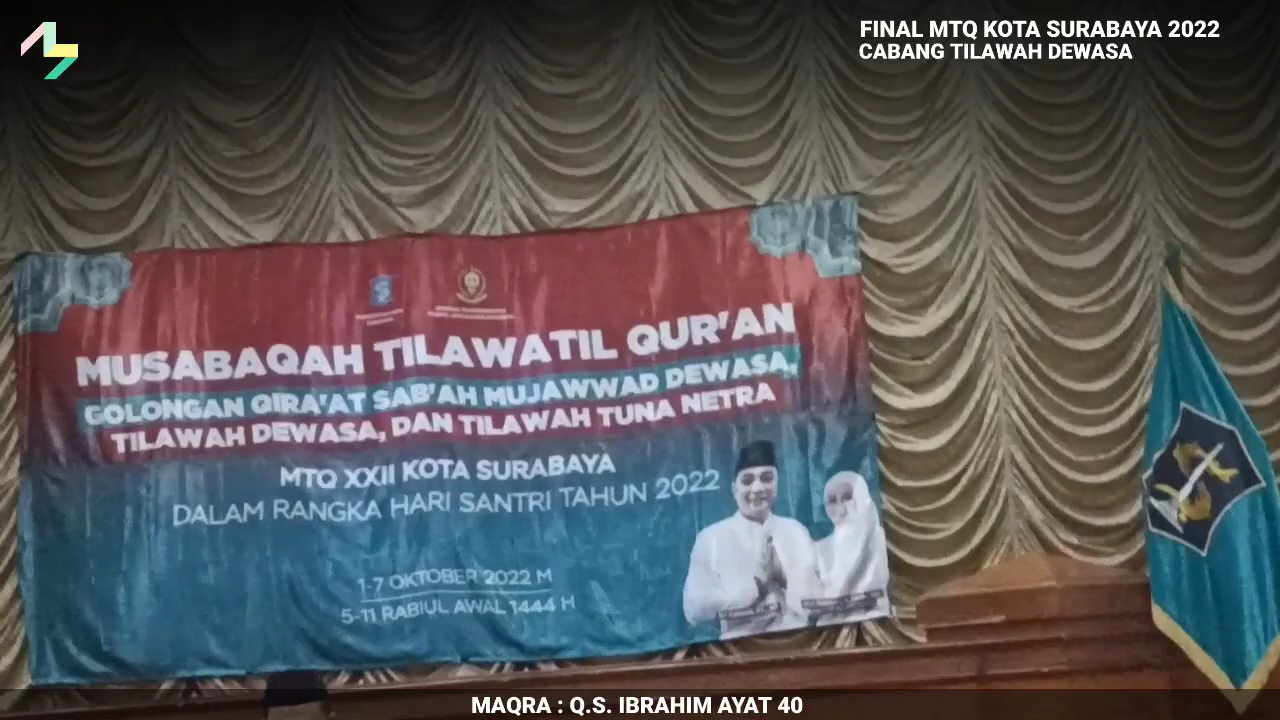 FINAL MTQ KOTA SURABAYA 2022
CABANG TILAWAH DEWASA
MUSABAQAH TILAWATIL QUR'AN
GOLONGAN QIRA'AT SAB'AH MUJAWWAD DEWASA,
TILAWAH DEWASA, DAN TILAWAH TUNA NETRA
MTQ XXII KOTA SURABAYA
DALAM RANGKA HARI SANTRI TAHUN 2022
1-7 OKTOBER 2022 M
5-11 RABIUL AWAL 1444 H
MAQRA : Q.S. IBRAHIM AYAT 40